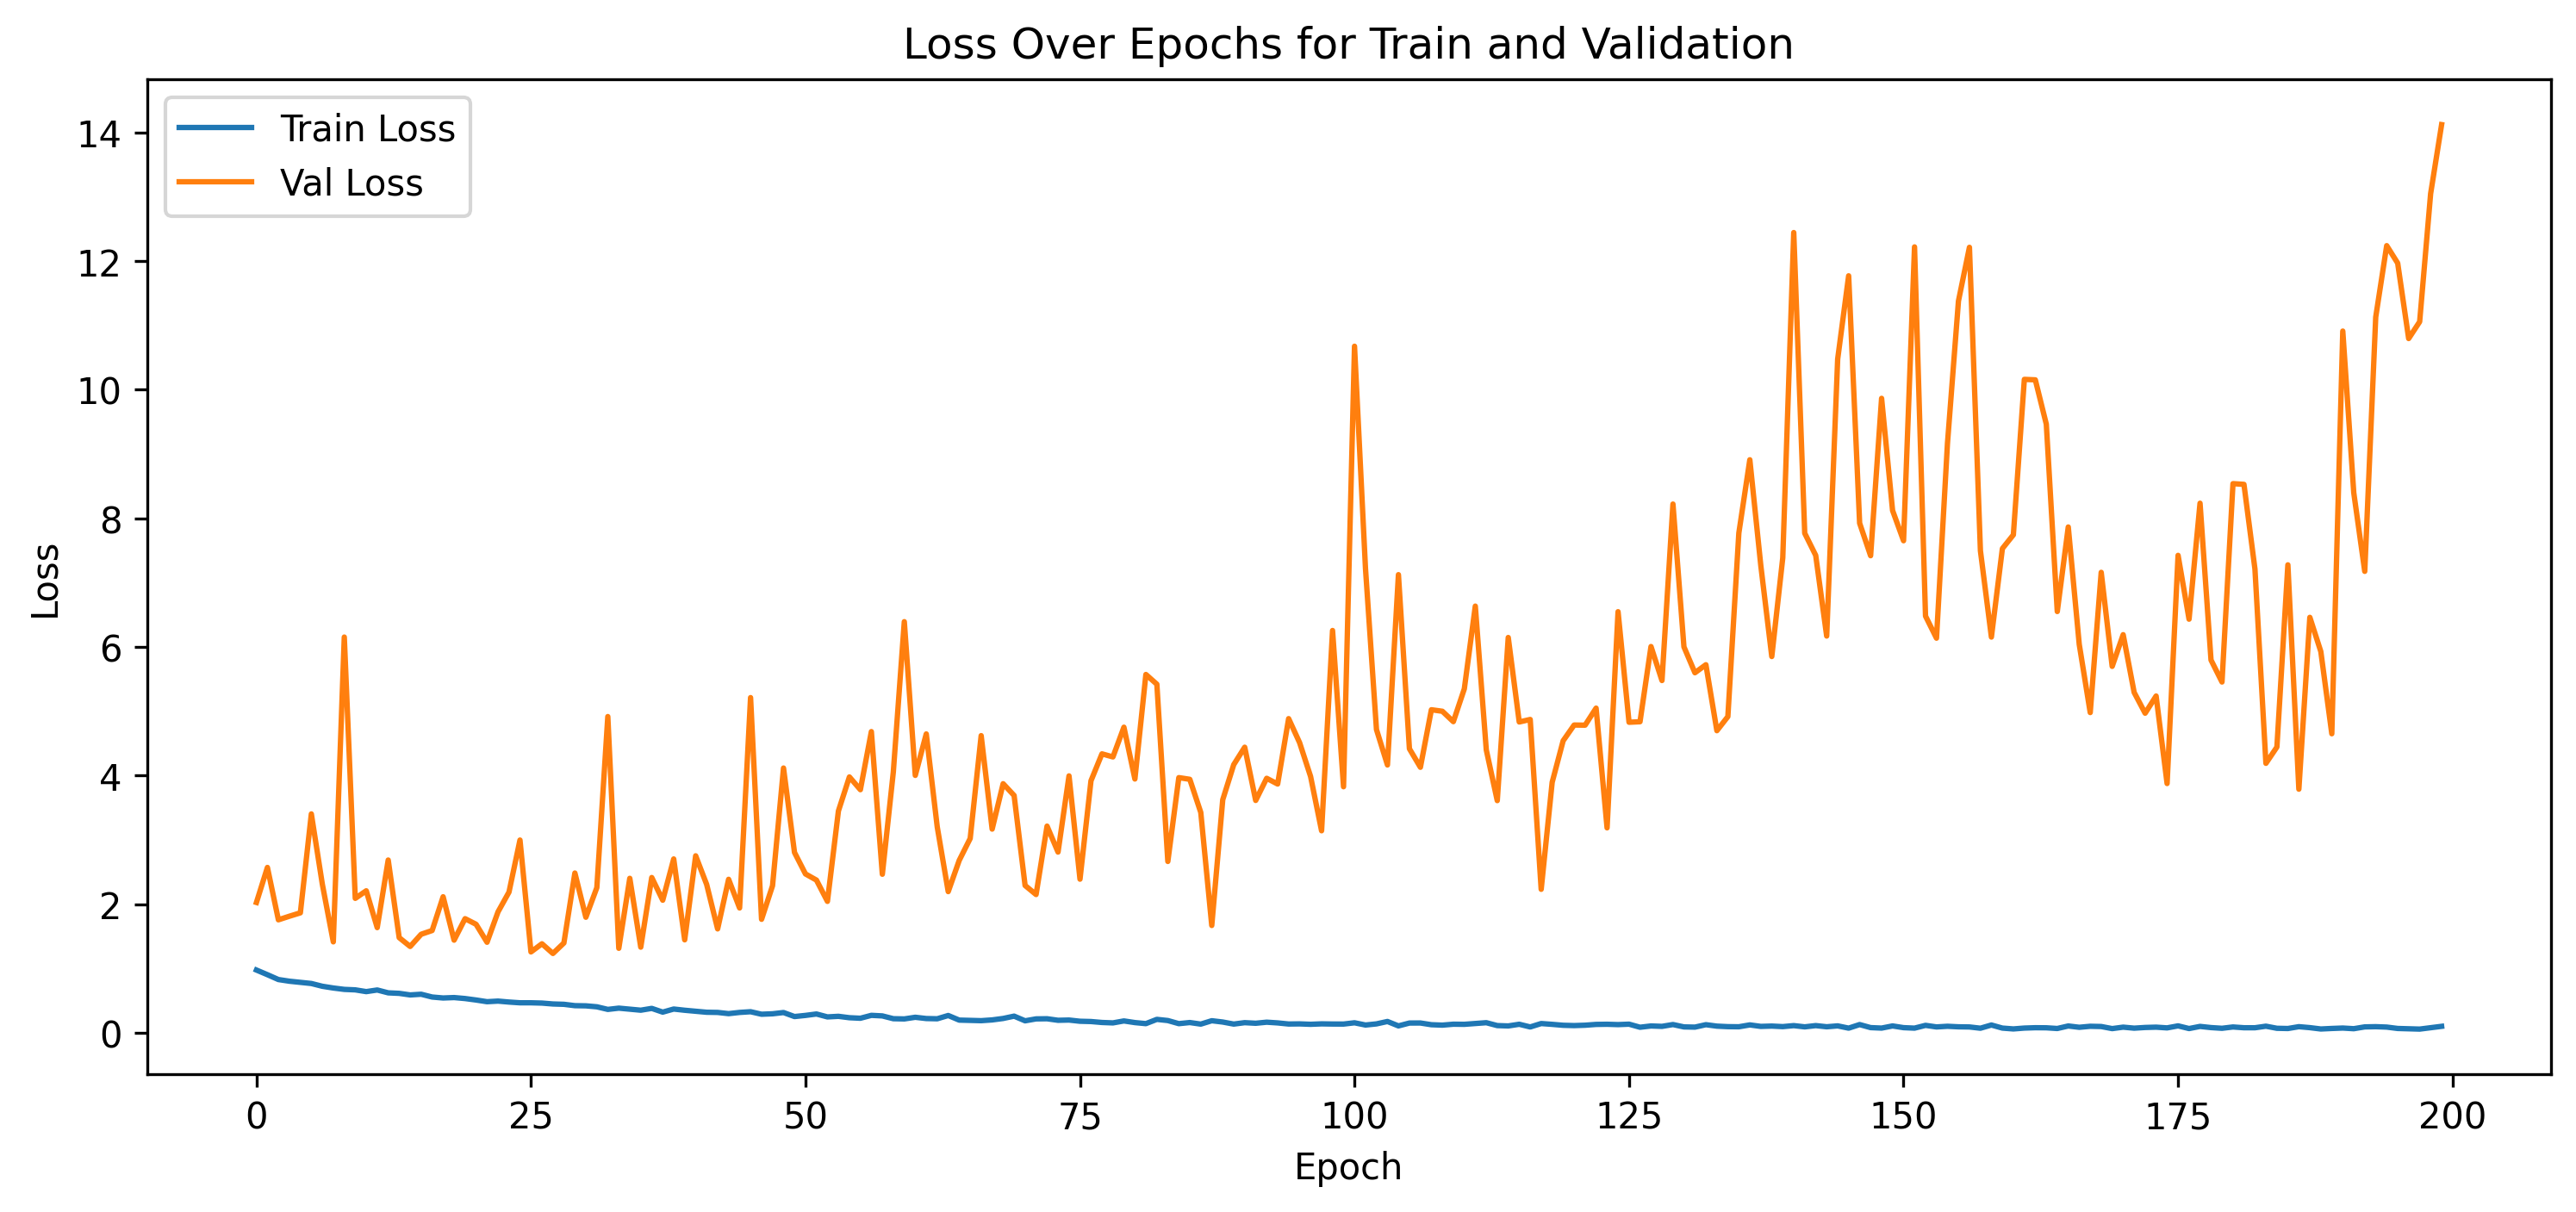 Loss Over Epochs for Train and Validation
Train Loss
Val Loss
14
12
10
8
6
4
2
0
Loss
0 25 50 75 100 125 150 175 200
Epoch